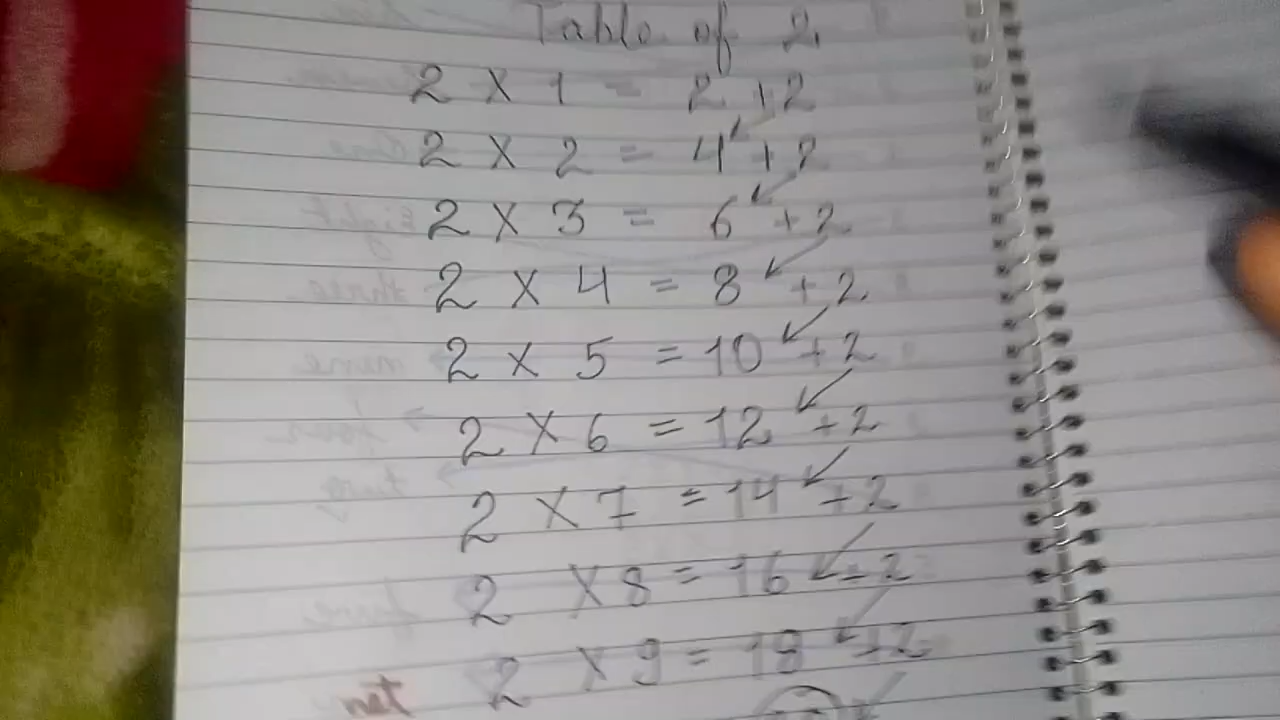 Table of 2.
2 × 1 = 2 + 2
2 × 2 = 4 + 2
2 × 3 = 6 + 2
2 × 4 = 8 + 2
2 × 5 = 10 + 2
2 × 6 = 12 + 2
2 × 7 = 14 + 2
2 × 8 = 16 + 2
2 × 9 = 18 + 2
ten